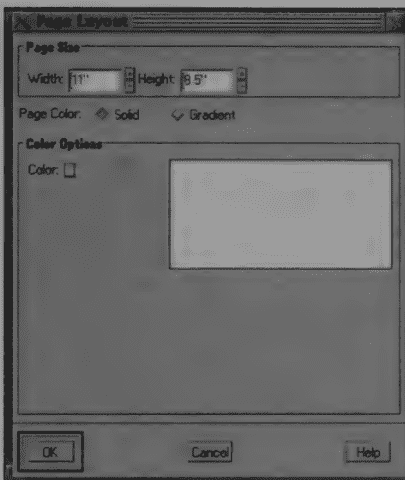 Page Layout
Page Size
Width: 11" Height: 8.5"
Page Color: Solid Gradient
Color Options
Color:
OK Cancel Help